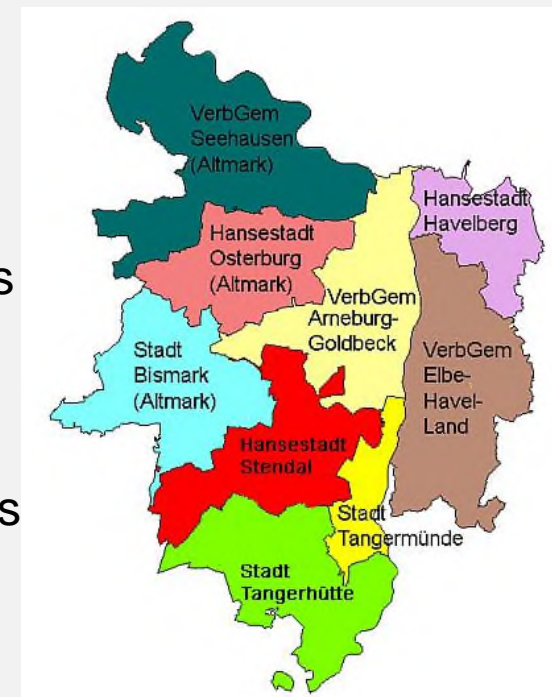 VerbGem
Seehausen
(Altmark)
Hansestadt
Havelberg
Hansestadt
Osterburg
(Altmark)
s
VerbGem
Arneburg-
Goldbeck
Stadt
Bismark
(Altmark)
VerbGem
Elbe-
Havel-
Land
Hansestadt
Stendal
s
Stadt
Tangermünde
Stadt
Tangerhütte